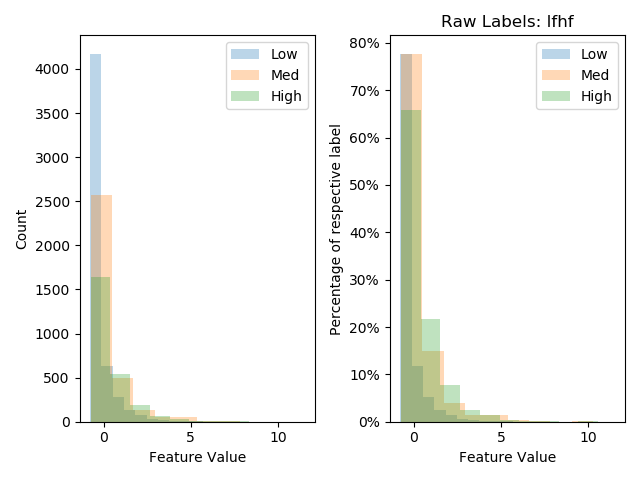 Raw Labels: lfhf
Low
Med
High
4000
3500
3000
2500
2000
1500
1000
500
0
Count
0
5
10
Feature Value
Low
Med
High
80%
70%
60%
50%
40%
30%
20%
10%
0%
Percentage of respective label
0
5
10
Feature Value